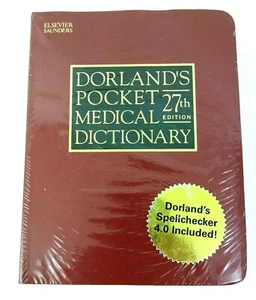 ELSEVIER
SAUNDERS
DORLAND'S
POCKET 27th
MEDICAL EDITION
DICTIONARY
Dorland's
Spellchecker
4.0 Included!